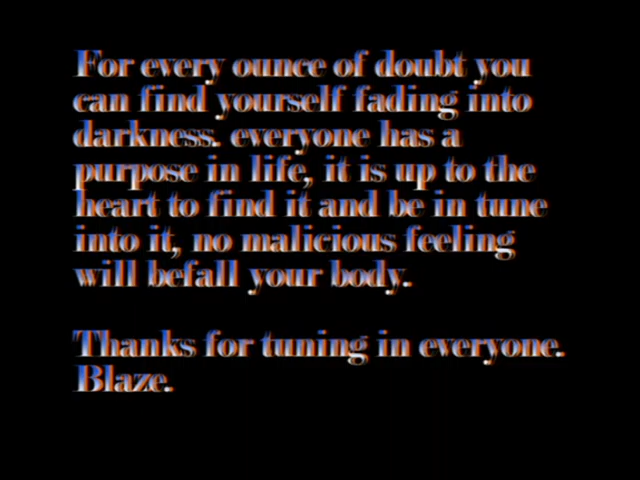 For every ounce of doubt you
can find yourself fading into
darkness. everyone has a
purpose in life, it is up to the
heart to find it and be in tune
into it, no malicious feeling
will befall your body.
Thanks for tuning in everyone.
Blaze.